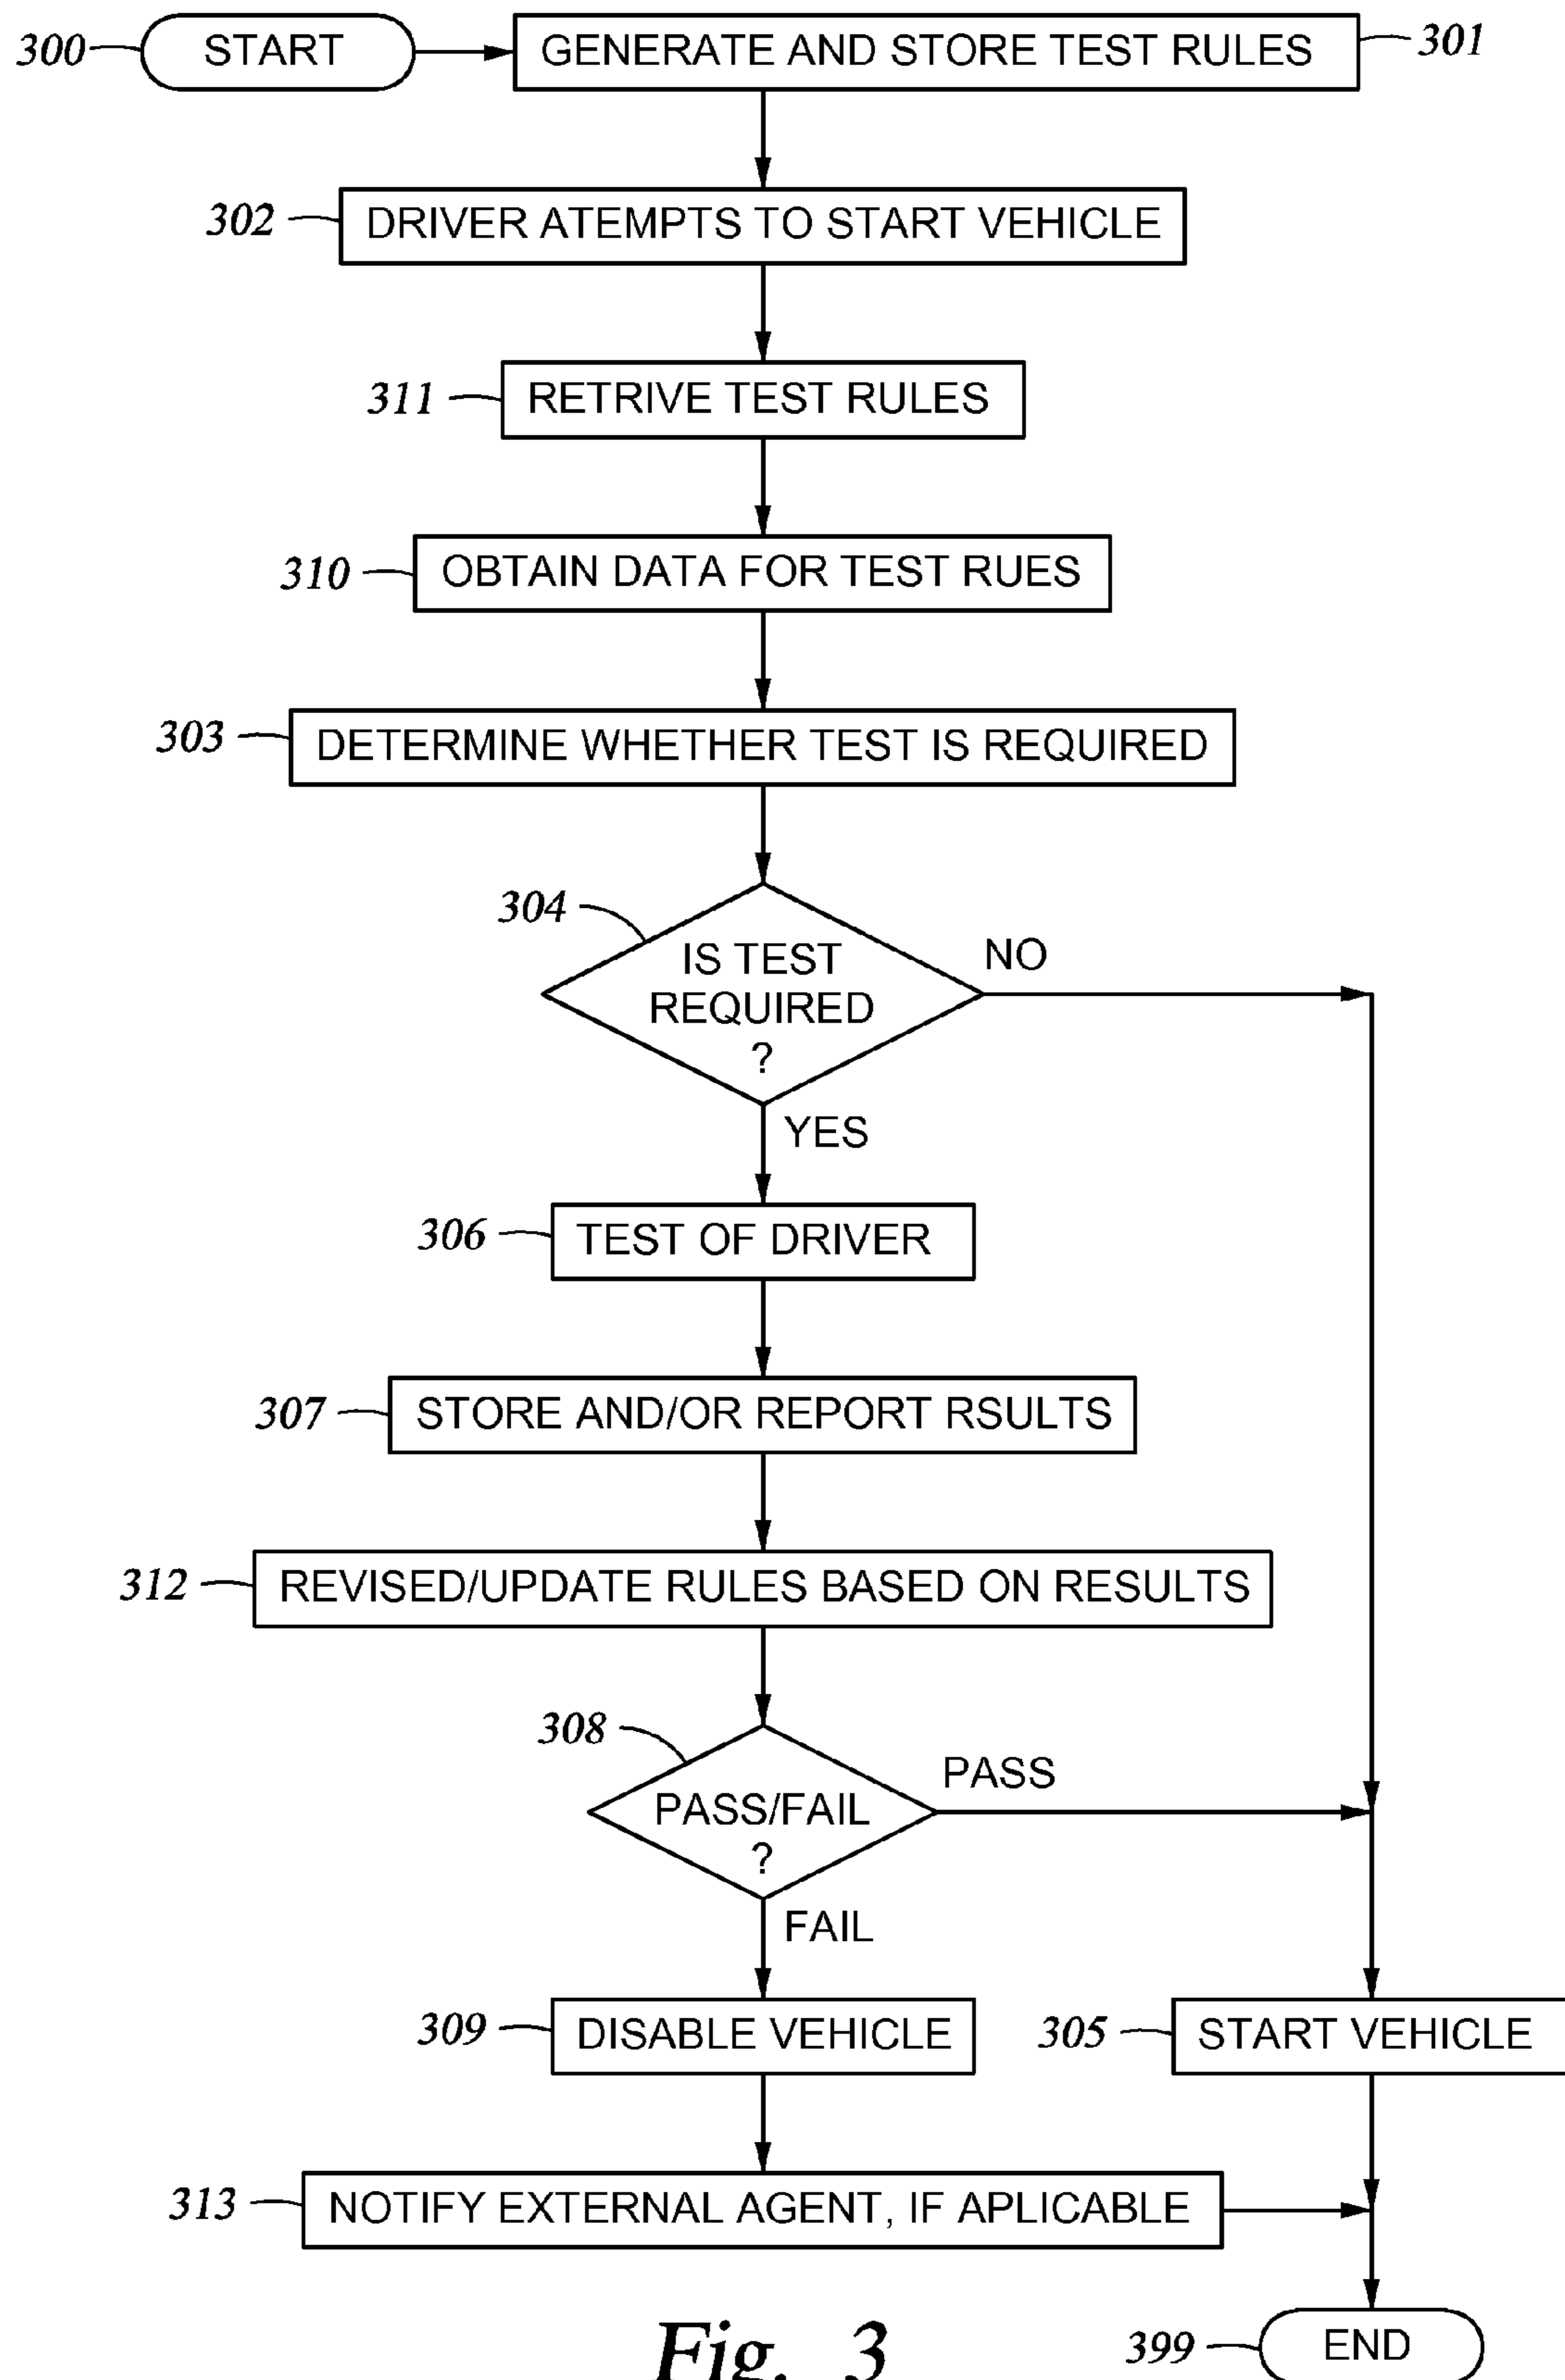 300 START GENERATE AND STORE TEST RULES 301
302 DRIVER ATEMPTS TO START VEHICLE
311 RETRIVE TEST RULES
310 OBTAIN DATA FOR TEST RUES
303 DETERMINE WHETHER TEST IS REQUIRED
304
IS TEST
REQUIRED
?
NO
YES
306 TEST OF DRIVER
307 STORE AND/OR REPORT RSULTS
312 REVISED/UPDATE RULES BASED ON RESULTS
308
PASS/FAIL
?
PASS
FAIL
309 DISABLE VEHICLE
305 START VEHICLE
313 NOTIFY EXTERNAL AGENT, IF APLICABLE
399 END
Fig. 3